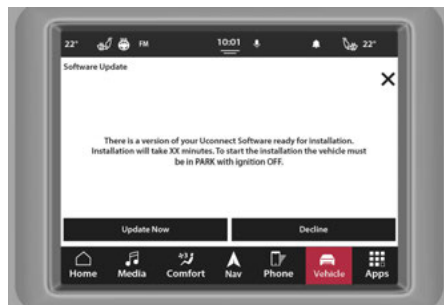 22° FM 10:01 22°
Software Update
There is a version of your Uconnect Software ready for installation.
Installation will take XX minutes. To start the installation the vehicle must
be in PARK with ignition OFF.
Update Now Decline
Home Media Comfort Nav Phone Vehicle Apps